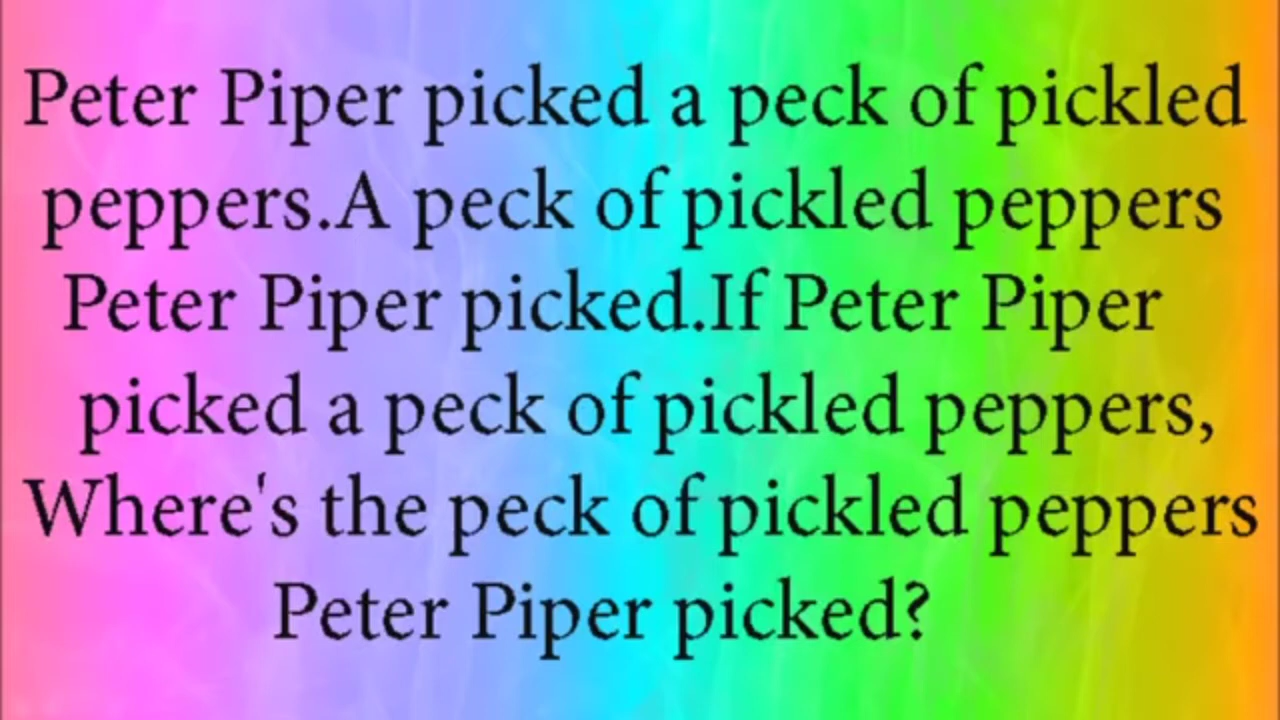 Peter Piper picked a peck of pickled
peppers.A peck of pickled peppers
Peter Piper picked.If Peter Piper
picked a peck of pickled peppers,
Where's the peck of pickled peppers
Peter Piper picked?